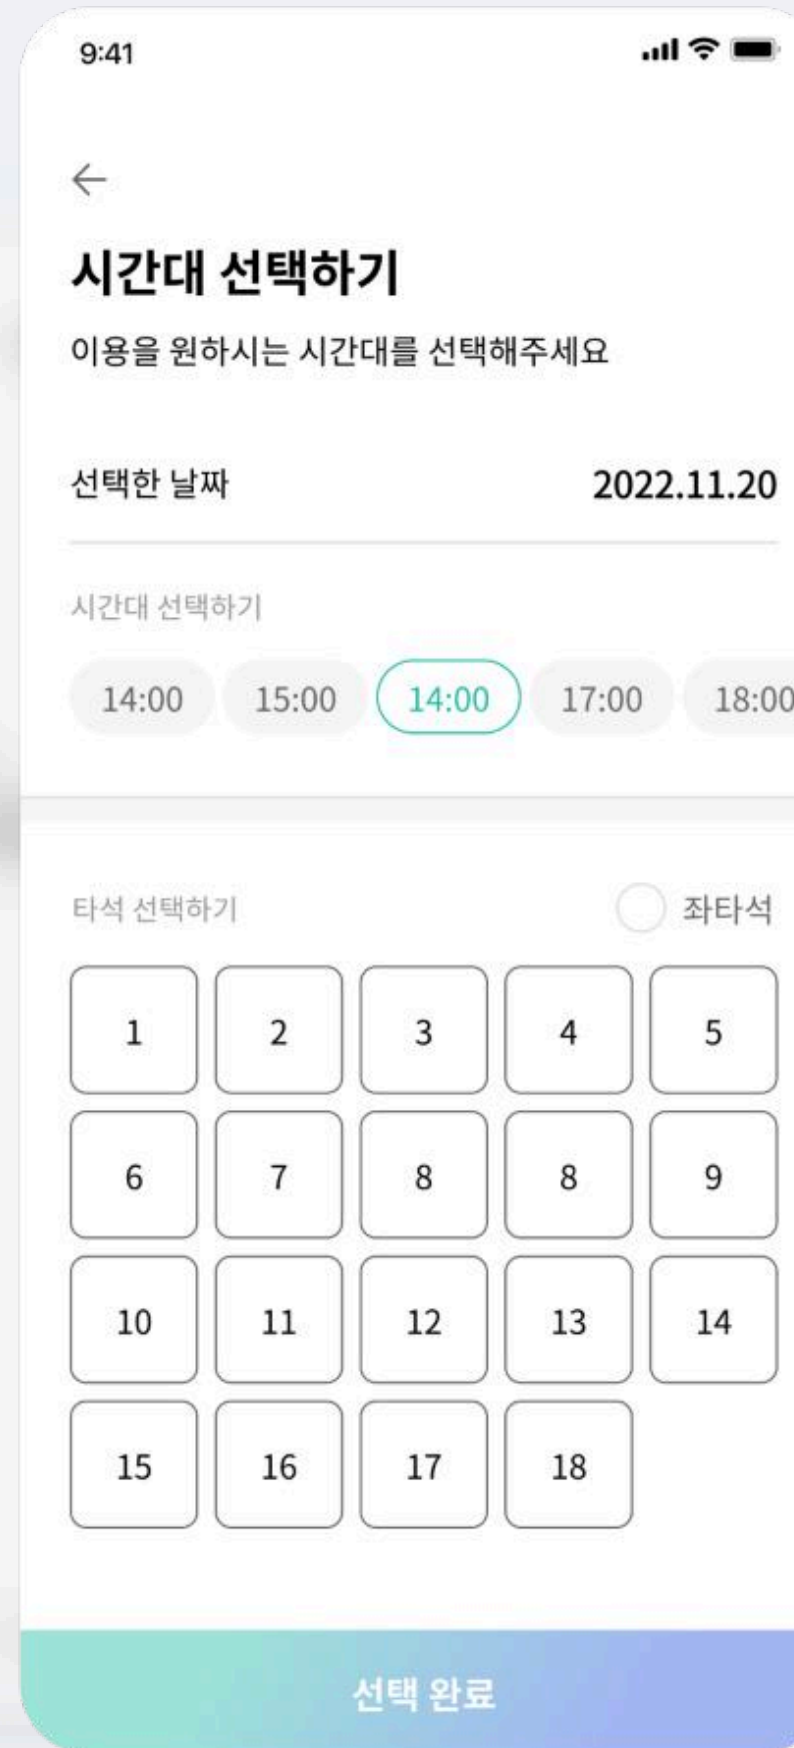 9:41
시간대 선택하기
이용을 원하시는 시간대를 선택해주세요
선택한 날짜 2022.11.20
시간대 선택하기
14:00 15:00 14:00 17:00 18:00
타석 선택하기 좌타석
1 2 3 4 5
6 7 8 8 9
10 11 12 13 14
15 16 17 18
선택 완료